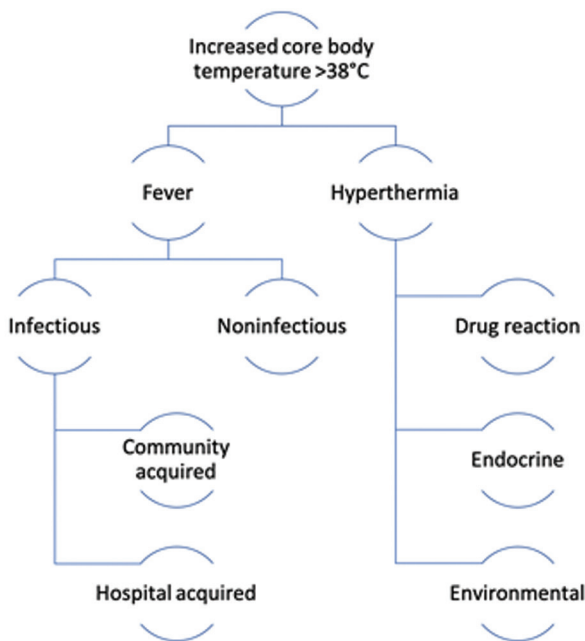 Increased core body
temperature >38°C
Fever
Hyperthermia
Infectious
Noninfectious
Drug reaction
Community
acquired
Endocrine
Hospital acquired
Environmental